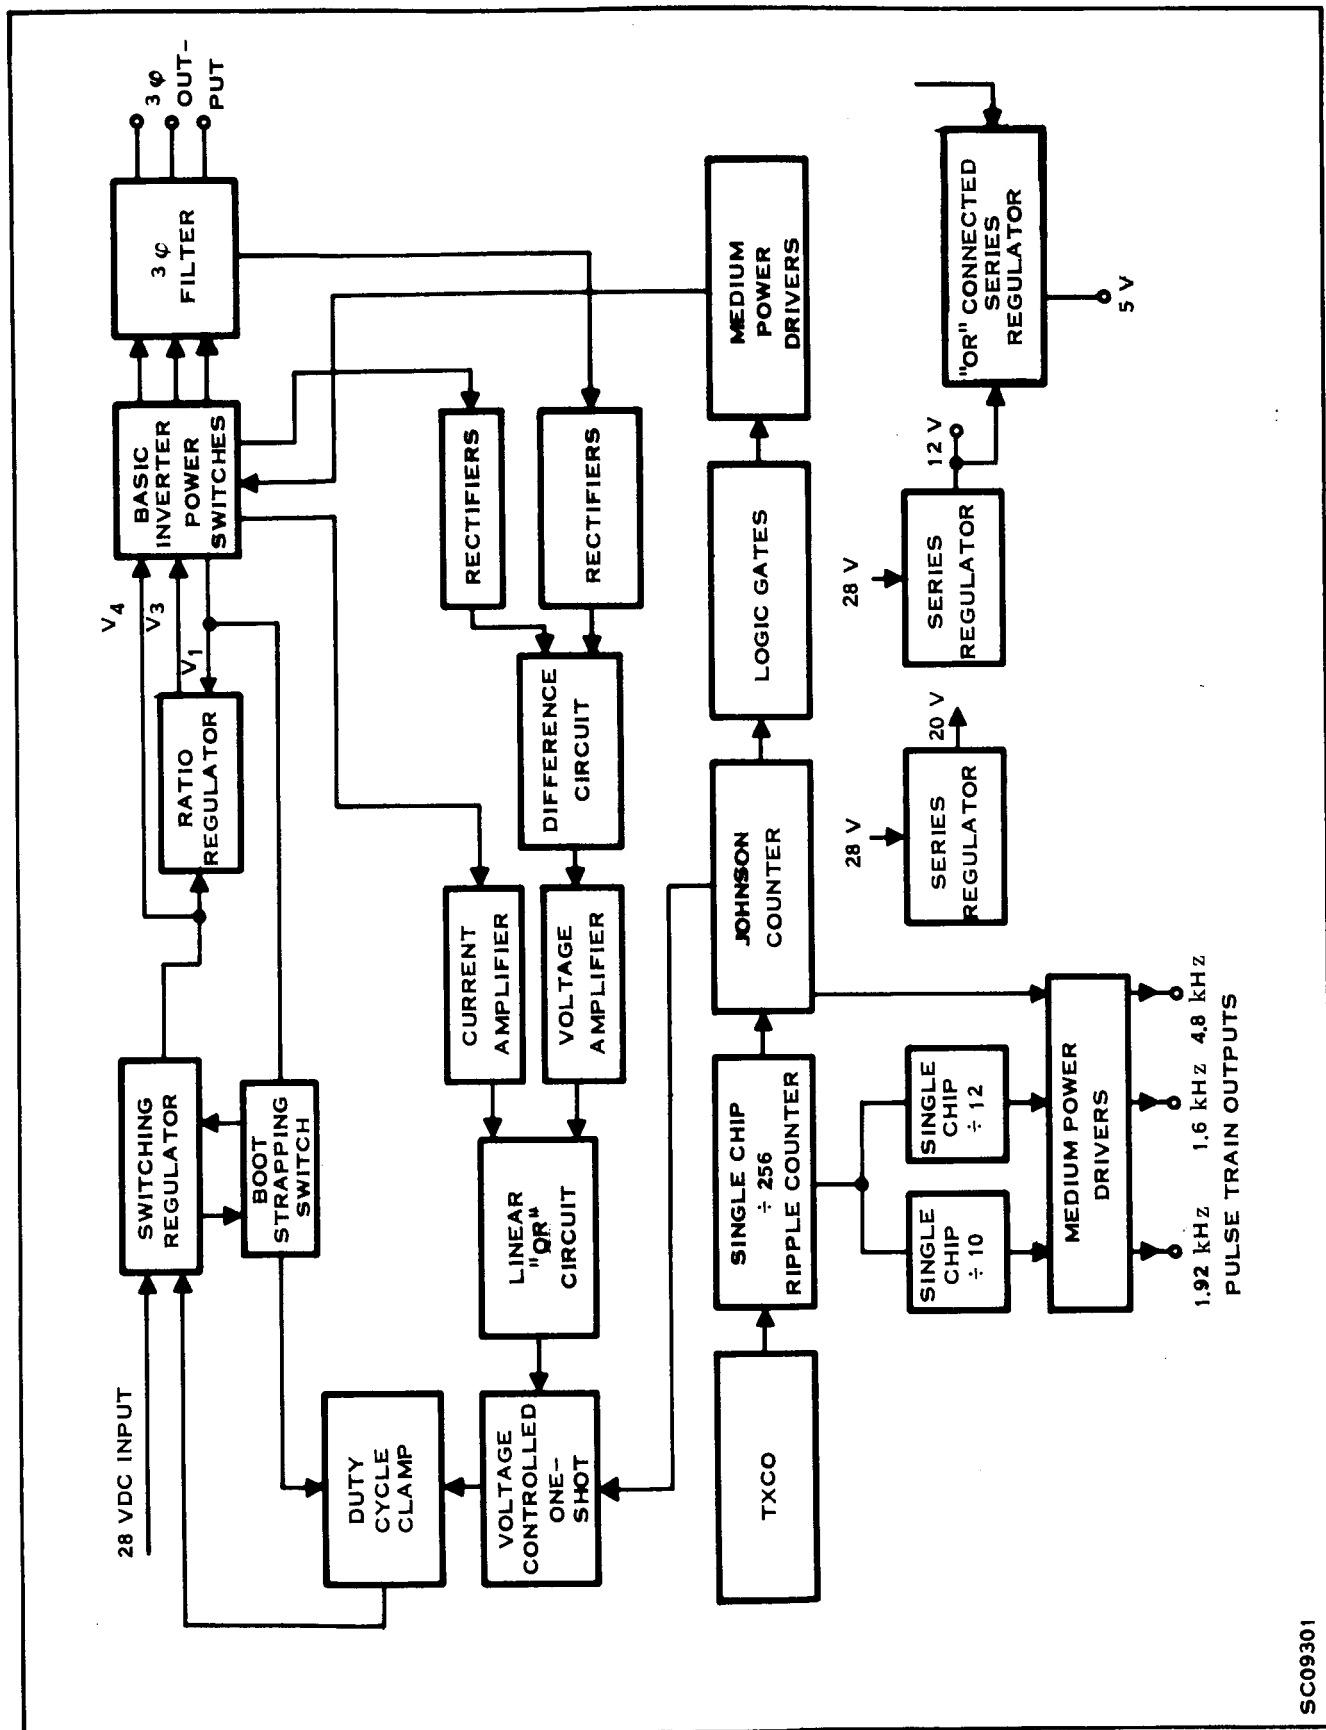 28 VDC INPUT
SWITCHING
REGULATOR
BOOT
STRAPPING
SWITCH
RATIO
REGULATOR
V4
V3
V1
BASIC
INVERTER
POWER
SWITCHES
3 φ
FILTER
3 φ
OUT-
PUT
DUTY
CYCLE
CLAMP
VOLTAGE
CONTROLLED
ONE-
SHOT
LINEAR
"OR"
CIRCUIT
CURRENT
AMPLIFIER
VOLTAGE
AMPLIFIER
DIFFERENCE
CIRCUIT
RECTIFIERS
RECTIFIERS
TXCO
SINGLE CHIP
÷ 256
RIPPLE COUNTER
JOHNSON
COUNTER
LOGIC GATES
MEDIUM
POWER
DRIVERS
SINGLE
CHIP
÷ 10
SINGLE
CHIP
÷ 12
MEDIUM POWER
DRIVERS
1.92 kHz 1.6 kHz 4.8 kHz
PULSE TRAIN OUTPUTS
28 V
SERIES
REGULATOR
20 V
28 V
SERIES
REGULATOR
12 V
"OR" CONNECTED
SERIES
REGULATOR
5 V
SC09301